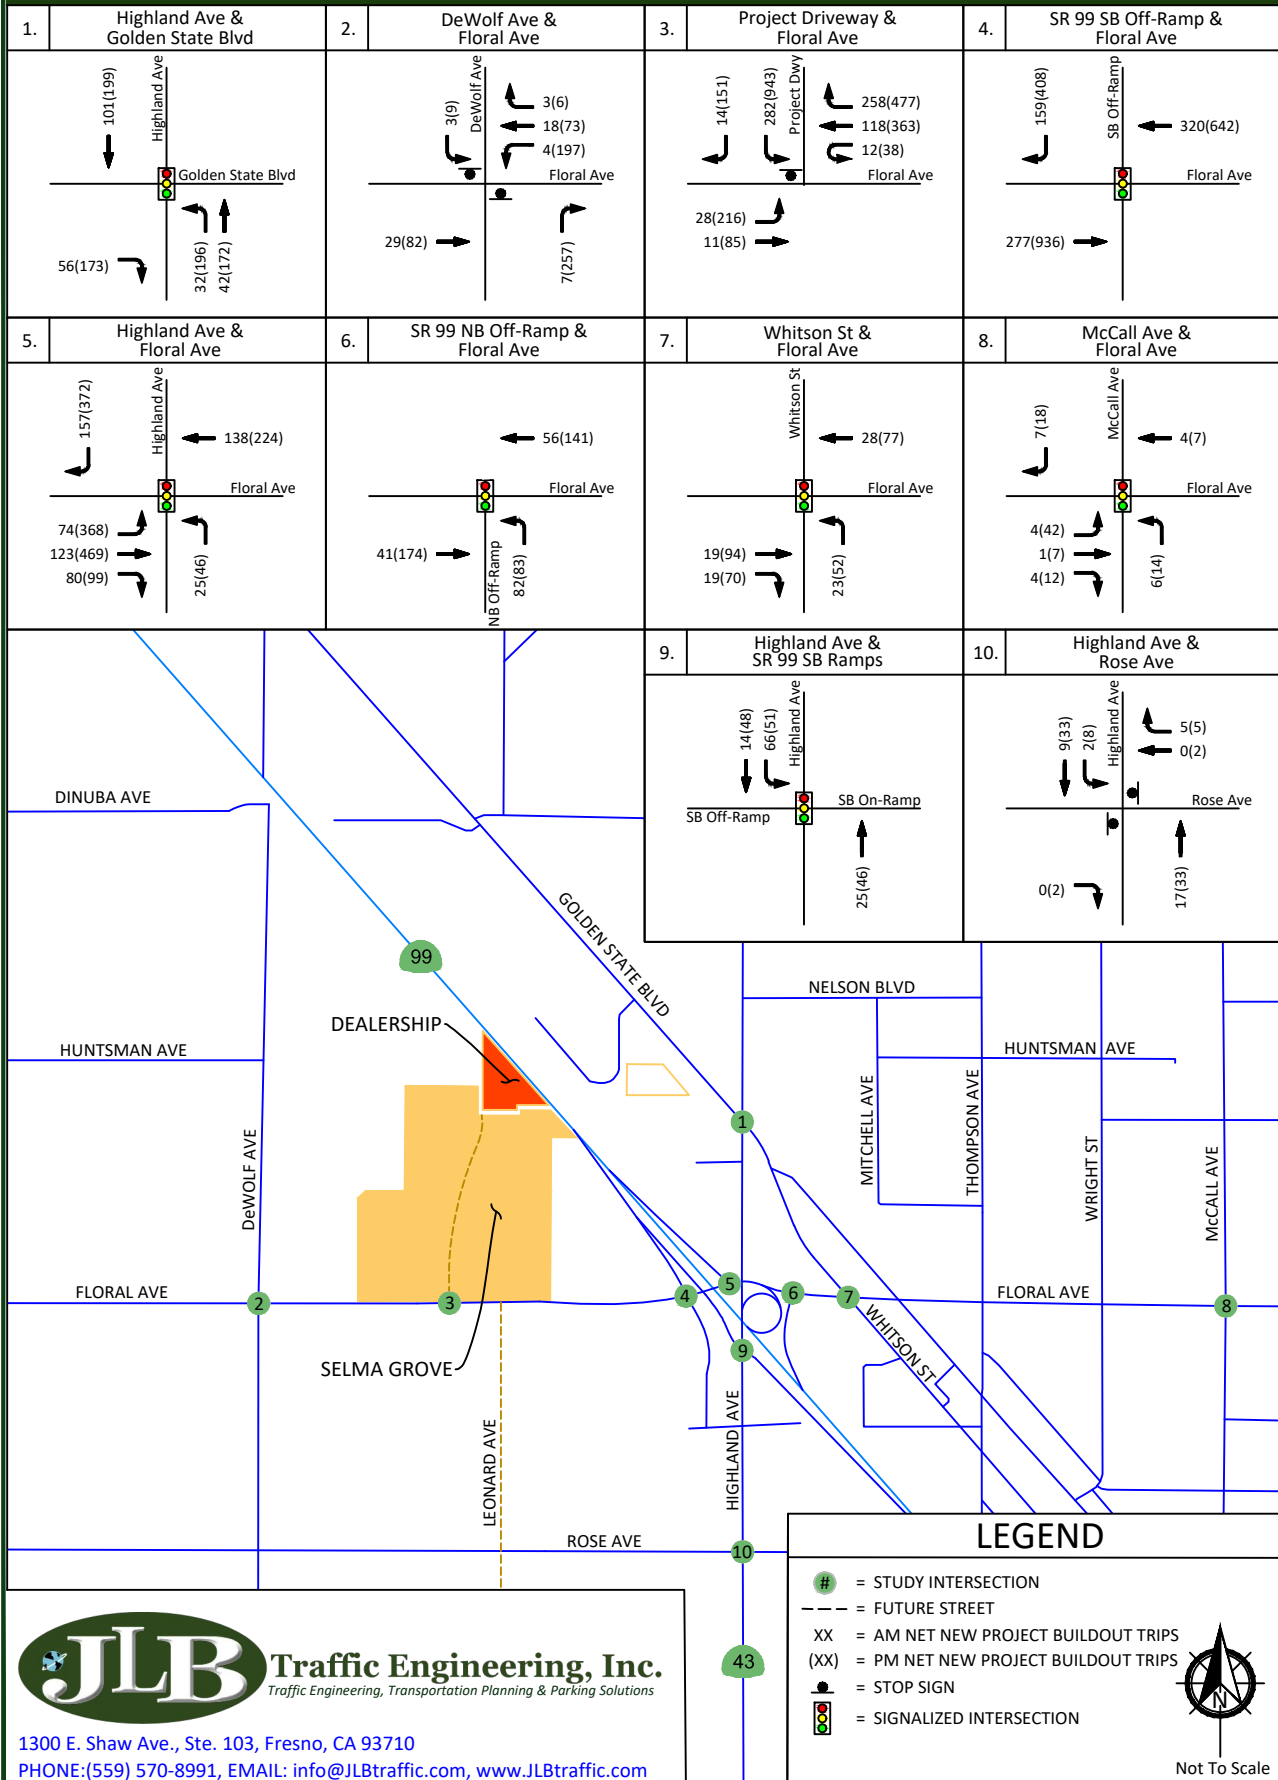 1.
Highland Ave &
Golden State Blvd
101(199)
Highland Ave
Golden State Blvd
56(173)
32(196)
42(172)
2.
DeWolf Ave &
Floral Ave
3(9)
DeWolf Ave
3(6)
18(73)
4(197)
Floral Ave
29(82)
7(257)
3.
Project Driveway &
Floral Ave
14(151)
282(943)
Project Dwy
258(477)
118(363)
12(38)
Floral Ave
28(216)
11(85)
4.
SR 99 SB Off-Ramp &
Floral Ave
159(408)
SB Off-Ramp
320(642)
Floral Ave
277(936)
5.
Highland Ave &
Floral Ave
157(372)
Highland Ave
138(224)
Floral Ave
74(368)
123(469)
80(99)
25(46)
6.
SR 99 NB Off-Ramp &
Floral Ave
56(141)
Floral Ave
41(174)
NB Off-Ramp
82(83)
7.
Whitson St &
Floral Ave
Whitson St
28(77)
Floral Ave
19(94)
19(70)
23(52)
8.
McCall Ave &
Floral Ave
7(18)
McCall Ave
4(7)
Floral Ave
4(42)
1(7)
4(12)
6(14)
9.
Highland Ave &
SR 99 SB Ramps
14(48)
66(51)
Highland Ave
SB Off-Ramp
SB On-Ramp
25(46)
10.
Highland Ave &
Rose Ave
9(33)
2(8)
Highland Ave
5(5)
0(2)
Rose Ave
0(2)
17(33)
DINUBA AVE
GOLDEN STATE BLVD
99
NELSON BLVD
DEALERSHIP
HUNTSMAN AVE
HUNTSMAN AVE
MITCHELL AVE
THOMPSON AVE
WRIGHT ST
McCALL AVE
DeWOLF AVE
1
FLORAL AVE
2
3
4
5
6
7
FLORAL AVE
8
9
WHITSON ST
SELMA GROVE
LEONARD AVE
HIGHLAND AVE
ROSE AVE
10
43
LEGEND
# = STUDY INTERSECTION
= FUTURE STREET
XX = AM NET NEW PROJECT BUILDOUT TRIPS
(XX) = PM NET NEW PROJECT BUILDOUT TRIPS
= STOP SIGN
= SIGNALIZED INTERSECTION
N
Not To Scale
JLB Traffic Engineering, Inc.
Traffic Engineering, Transportation Planning & Parking Solutions
1300 E. Shaw Ave., Ste. 103, Fresno, CA 93710
PHONE:(559) 570-8991, EMAIL: info@JLBtraffic.com, www.JLBtraffic.com